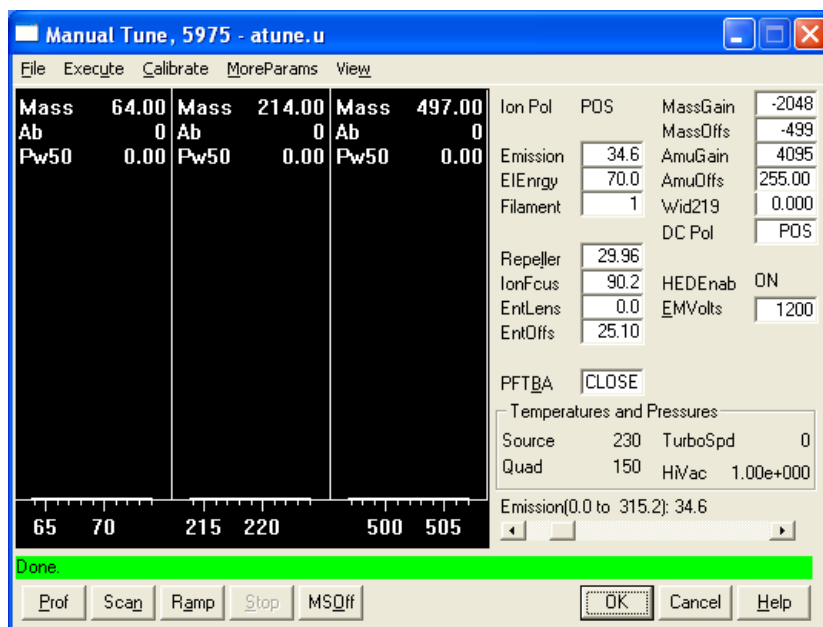 Manual Tune, 5975 - atune.u
File Execute Calibrate MoreParams View
Mass 64.00 Mass 214.00 Mass 497.00
Ab 0 Ab 0 Ab 0
Pw50 0.00 Pw50 0.00 Pw50 0.00
65 70 215 220 500 505
Ion Pol POS
Emission 34.6
ElEnrgy 70.0
Filament 1
Repeller 29.96
IonFcus 90.2
EntLens 0.0
EntOffs 25.10
PFTBA CLOSE
MassGain -2048
MassOffs -499
AmuGain 4095
AmuOffs 255.00
Wid219 0.000
DC Pol POS
HEDEnab ON
EMVolts 1200
Temperatures and Pressures
Source 230 TurboSpd 0
Quad 150 HiVac 1.00e+000
Emission(0.0 to 315.2): 34.6
Done.
Prof Scan Ramp Stop MSOff OK Cancel Help